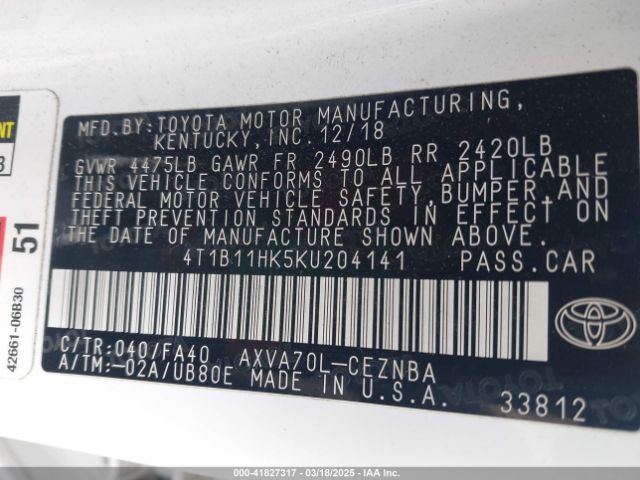 MFD.BY:TOYOTA MOTOR MANUFACTURING,
KENTUCKY,INC. 12/18
GVWR 4475LB GAWR FR 2490LB RR 2420LB
THIS VEHICLE CONFORMS TO ALL APPLICABLE
FEDERAL MOTOR VEHICLE SAFETY,BUMPER,AND
THEFT PREVENTION STANDARDS IN EFFECT ON
THE DATE OF MANUFACTURE SHOWN ABOVE.
4T1B11HK5KU204141 PASS.CAR
C/TR:040/FA40 AXVA70L-CEZNBA
A/TM:-02A/UB80E MADE IN U.S.A.
33812
51
42661-06B30
000-41827317 | 03/18/2025 | IAA, Inc.